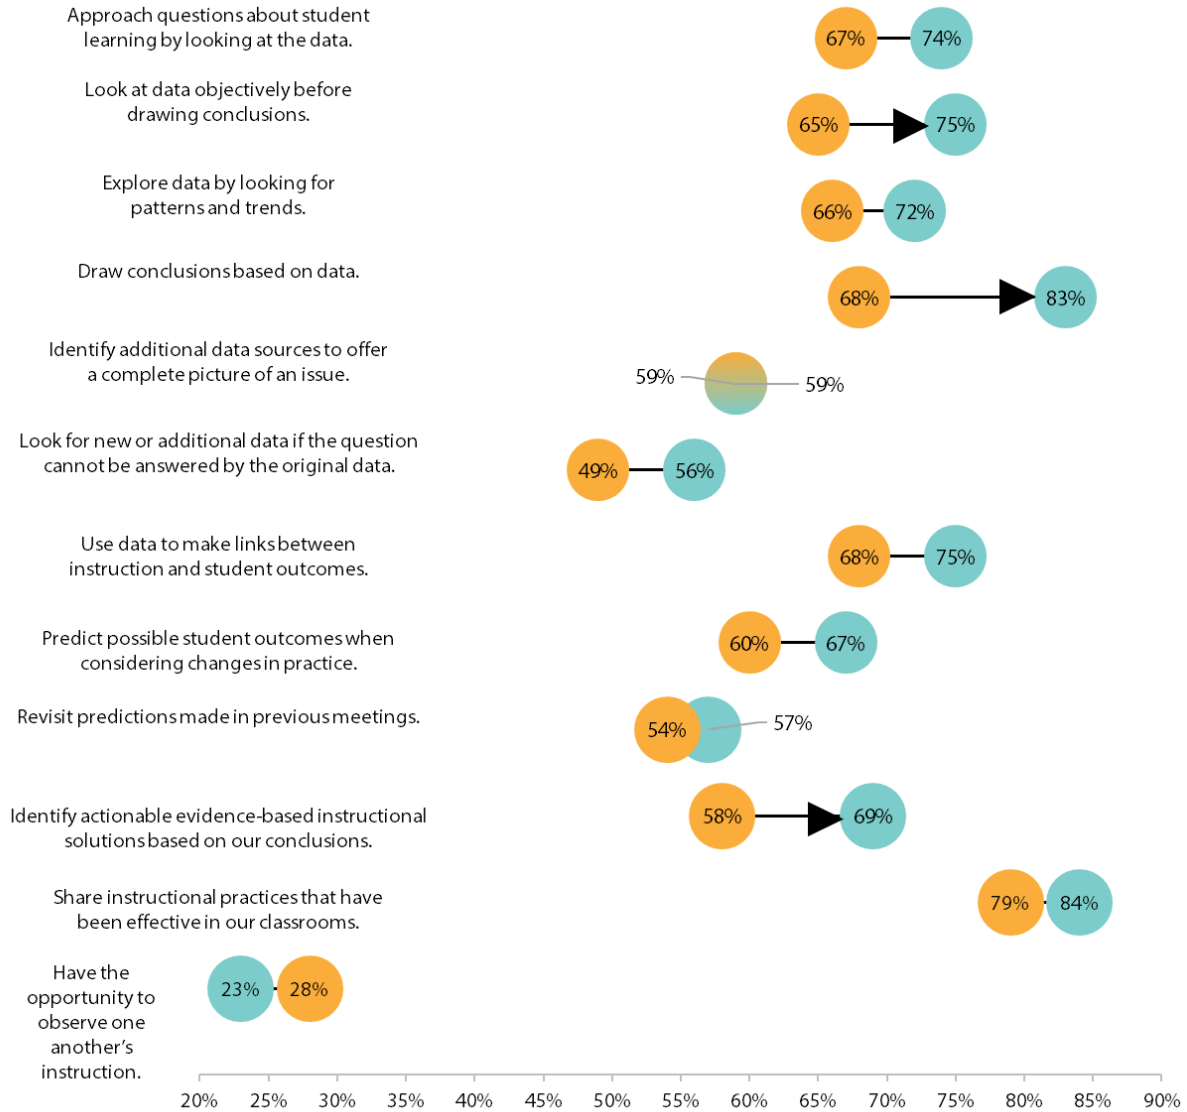 Approach questions about student
learning by looking at the data.
67%
74%
Look at data objectively before
drawing conclusions.
65%
75%
Explore data by looking for
patterns and trends.
66%
72%
Draw conclusions based on data.
68%
83%
Identify additional data sources to offer
a complete picture of an issue.
59%
59%
Look for new or additional data if the question
cannot be answered by the original data.
49%
56%
Use data to make links between
instruction and student outcomes.
68%
75%
Predict possible student outcomes when
considering changes in practice.
60%
67%
Revisit predictions made in previous meetings.
54%
57%
Identify actionable evidence-based instructional
solutions based on our conclusions.
58%
69%
Share instructional practices that have
been effective in our classrooms.
79%
84%
Have the
opportunity to
observe one
another’s
instruction.
23%
28%
20% 25% 30% 35% 40% 45% 50% 55% 60% 65% 70% 75% 80% 85% 90%